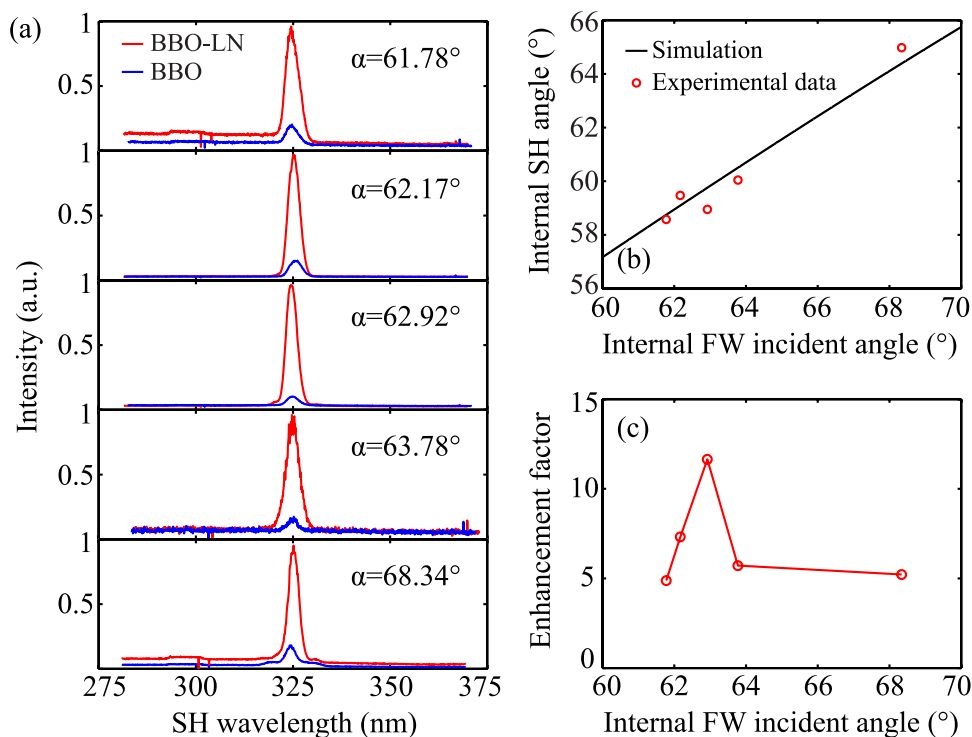 (a)
BBO-LN
BBO
α=61.78°
α=62.17°
α=62.92°
α=63.78°
α=68.34°
1
0.5
1
0.5
1
0.5
1
0.5
1
0.5
Intensity (a.u.)
275 300 325 350 375
SH wavelength (nm)
66
64
62
60
58
56
Internal SH angle (°)
Simulation
Experimental data
(b)
60 62 64 66 68 70
Internal FW incident angle (°)
(c)
15
12
9
5
0
Enhancement factor
60 62 64 66 68 70
Internal FW incident angle (°)